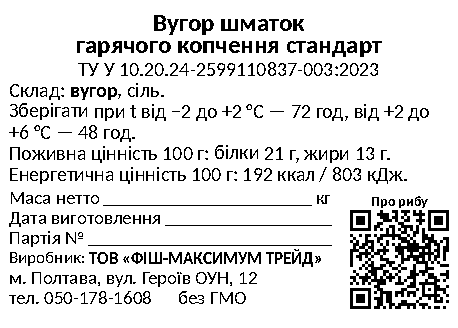 Вугор шматок
гарячого копчення стандарт
ТУ У 10.20.24-2599110837-003:2023
Склад: вугор, сіль.
Зберігати при t від −2 до +2 °С — 72 год, від +2 до
+6 °С — 48 год.
Поживна цінність 100 г: білки 21 г, жири 13 г.
Енергетична цінність 100 г: 192 ккал / 803 кДж.
Маса нетто ______________________ кг
Дата виготовлення __________________
Партія № __________________________
Виробник: ТОВ «ФІШ-МАКСИМУМ ТРЕЙД»
м. Полтава, вул. Героїв ОУН, 12
тел. 050-178-1608 без ГМО
Про рибу